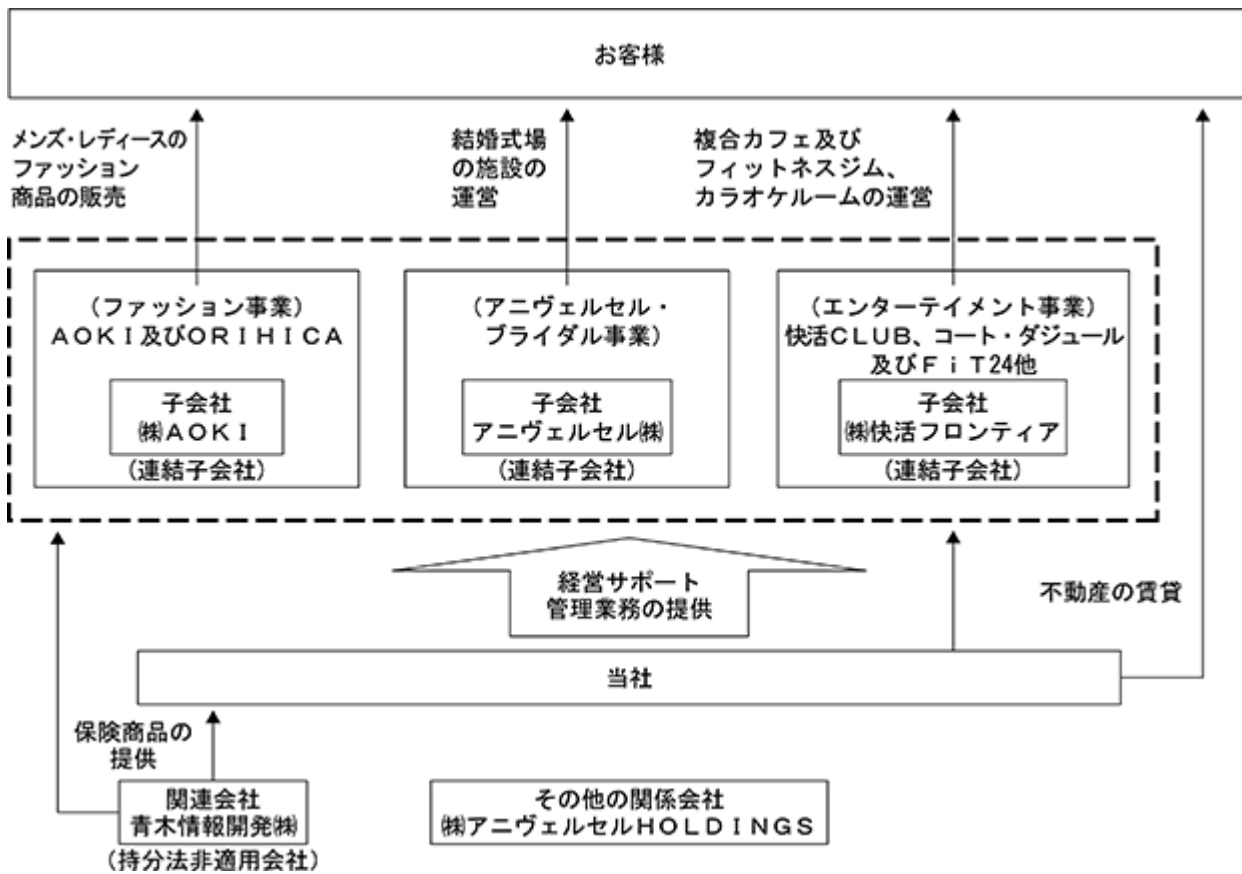 お客様
メンズ・レディースの
ファッション
商品の販売
結婚式場
の施設の
運営
複合カフェ及び
フィットネスジム、
カラオケルームの運営
(ファッション事業)
AOKI及びORIHICA
子会社
㈱AOKI
(連結子会社)
(アニヴェルセル・
ブライダル事業)
子会社
アニヴェルセル㈱
(連結子会社)
(エンターテイメント事業)
快活CLUB、コート・ダジュール
及びFiT24他
子会社
㈱快活フロンティア
(連結子会社)
経営サポート
管理業務の提供
不動産の賃貸
当社
保険商品の
提供
関連会社
青木情報開発㈱
(持分法非適用会社)
その他の関係会社
㈱アニヴェルセルHOLDINGS